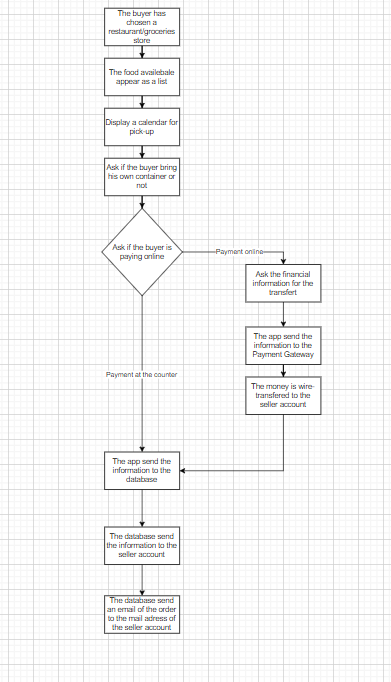 The buyer has
chosen a
restaurant/groceries
store
The food availebale
appear as a list
Display a calendar for
pick-up
Ask if the buyer bring
his own container or
not
Ask if the buyer is
paying online
Payment online
Ask the financial
information for the
transfert
The app send the
information to the
Payment Gateway
The money is wire-
transfered to the
seller account
Payment at the counter
The app send the
information to the
database
The database send
the information to the
seller account
The database send
an email of the order
to the mail adress of
the seller account